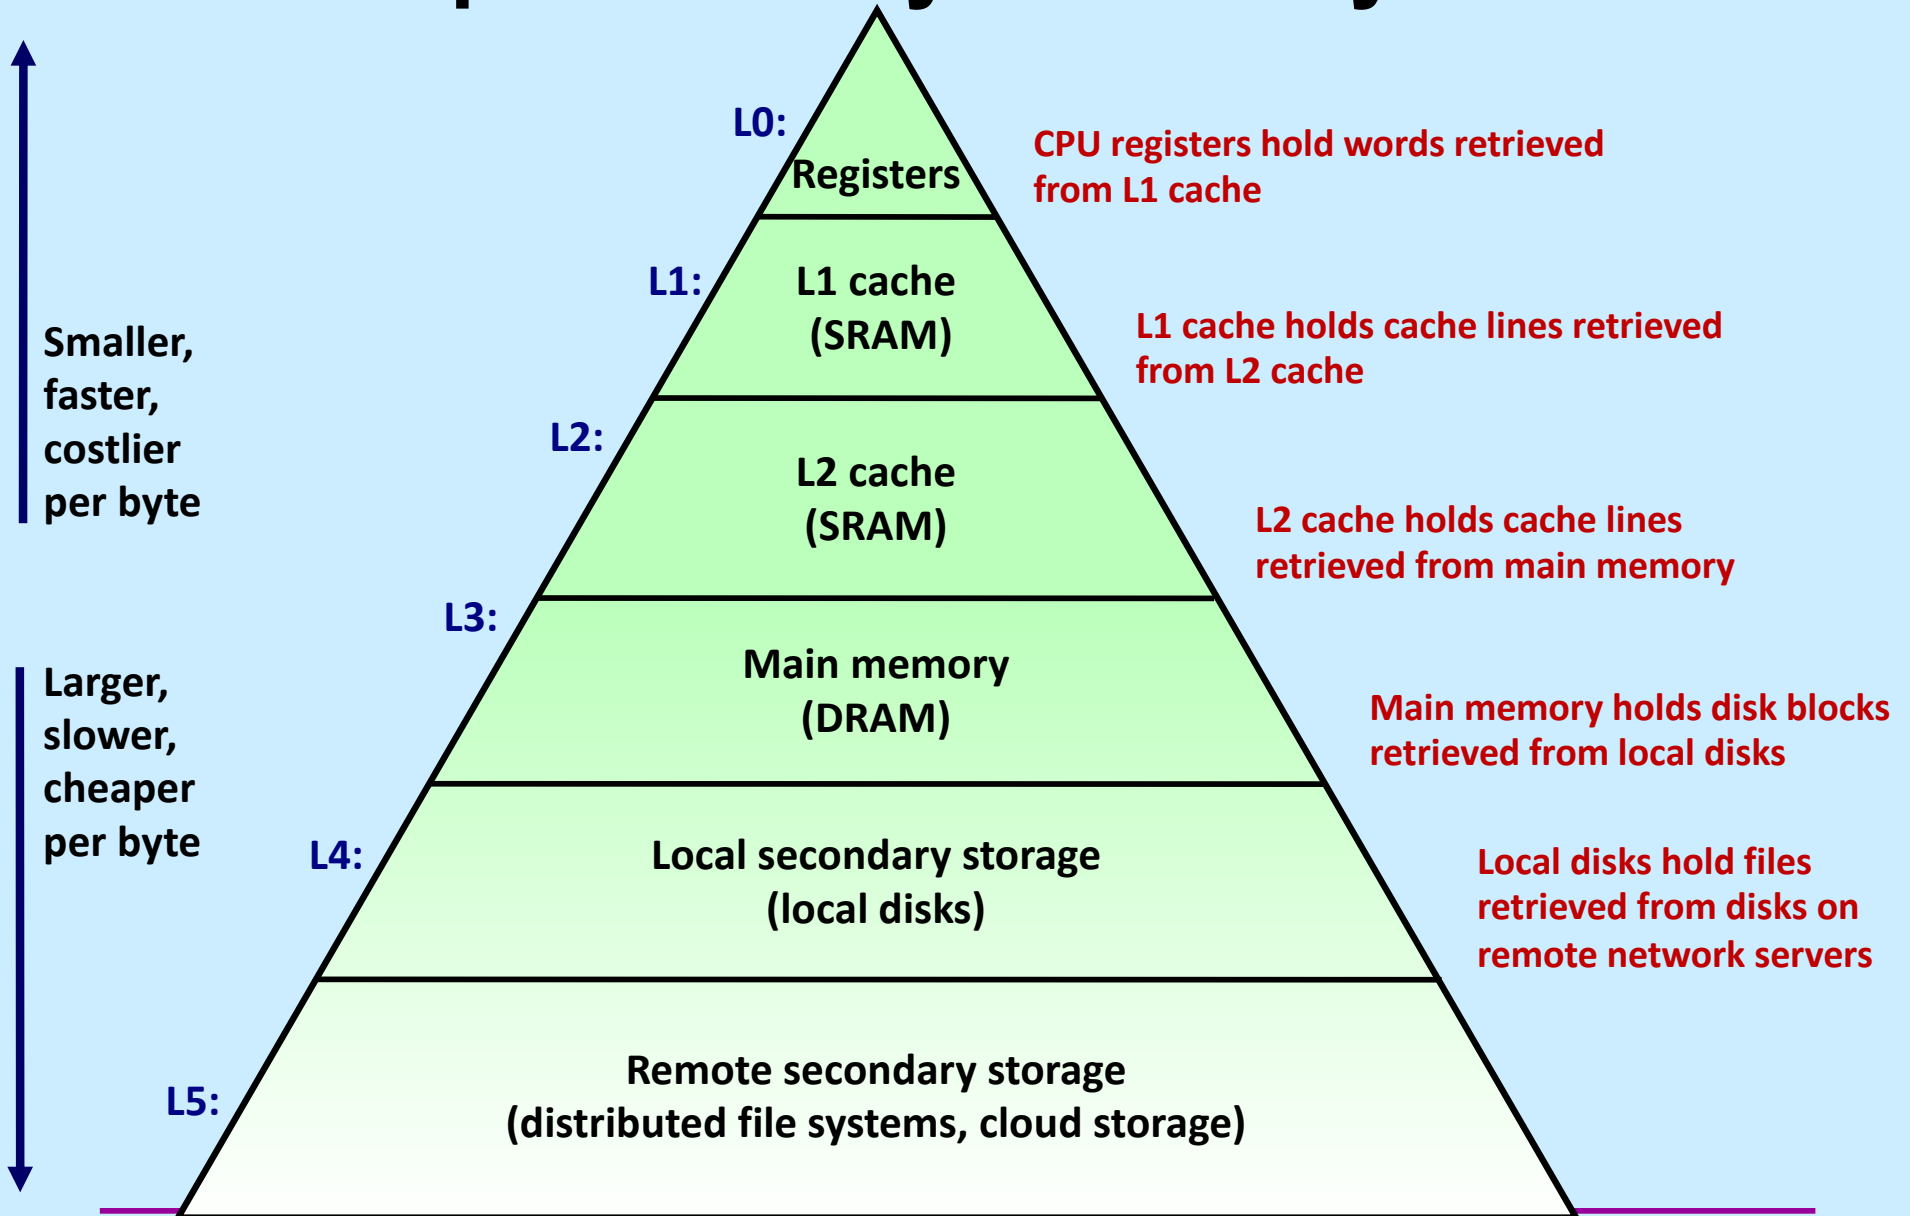 L0:
Registers
CPU registers hold words retrieved
from L1 cache
L1:
L1 cache
(SRAM)
L1 cache holds cache lines retrieved
from L2 cache
Smaller,
faster,
costlier
per byte
L2:
L2 cache
(SRAM)
L2 cache holds cache lines
retrieved from main memory
L3:
Main memory
(DRAM)
Main memory holds disk blocks
retrieved from local disks
Larger,
slower,
cheaper
per byte
L4:
Local secondary storage
(local disks)
Local disks hold files
retrieved from disks on
remote network servers
L5:
Remote secondary storage
(distributed file systems, cloud storage)